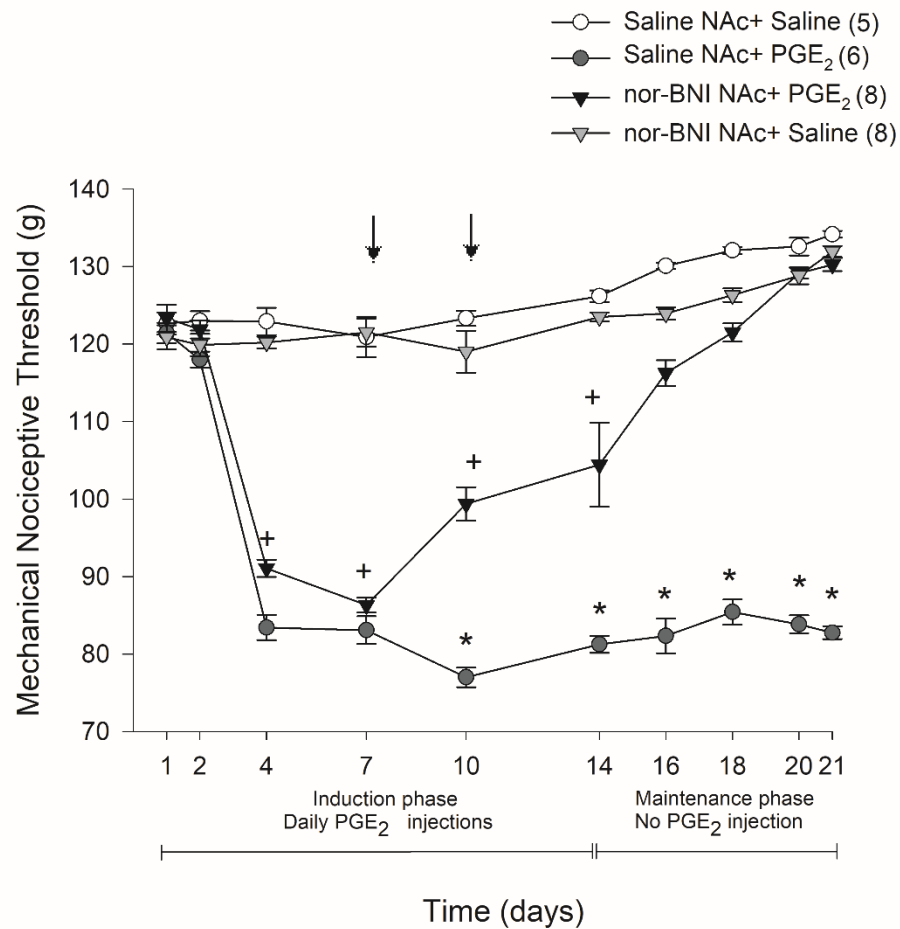 Saline NAc+ Saline (5)
Saline NAc+ PGE₂ (6)
nor-BNI NAc+ PGE₂ (8)
nor-BNI NAc+ Saline (8)
Mechanical Nociceptive Threshold (g)
140
130
120
110
100
90
80
70
+
+
+
+
*
*
*
*
*
*
1 2 4 7 10 14 16 18 20 21
Induction phase
Daily PGE₂ injections
Maintenance phase
No PGE₂ injection
Time (days)